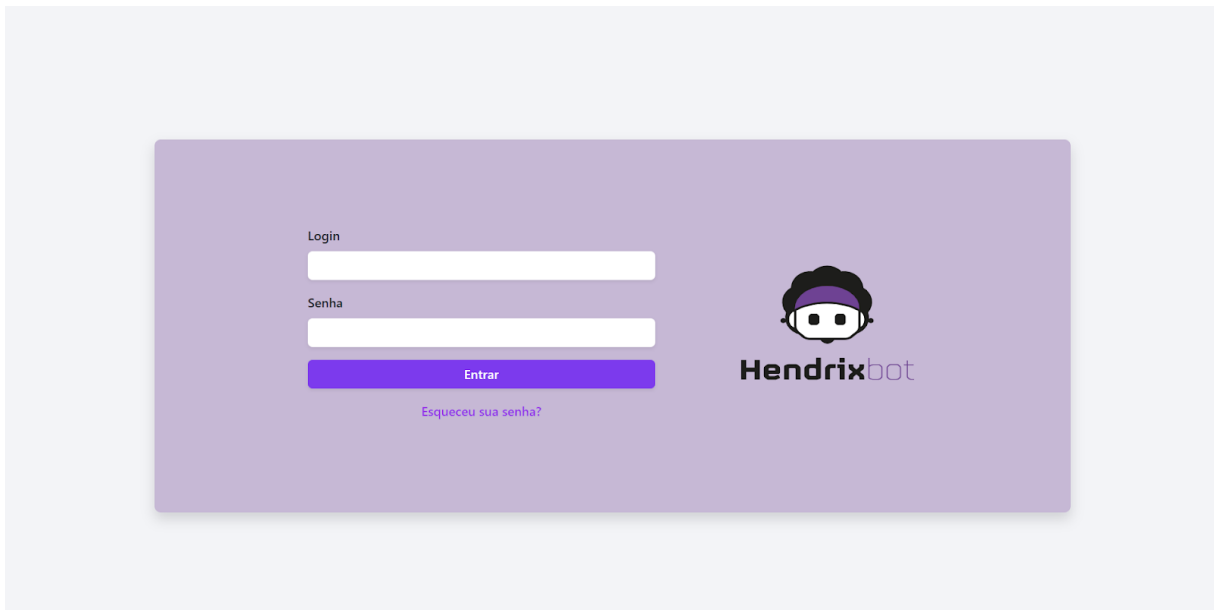 Login
Senha
Entrar
Esqueceu sua senha?
Hendrixbot